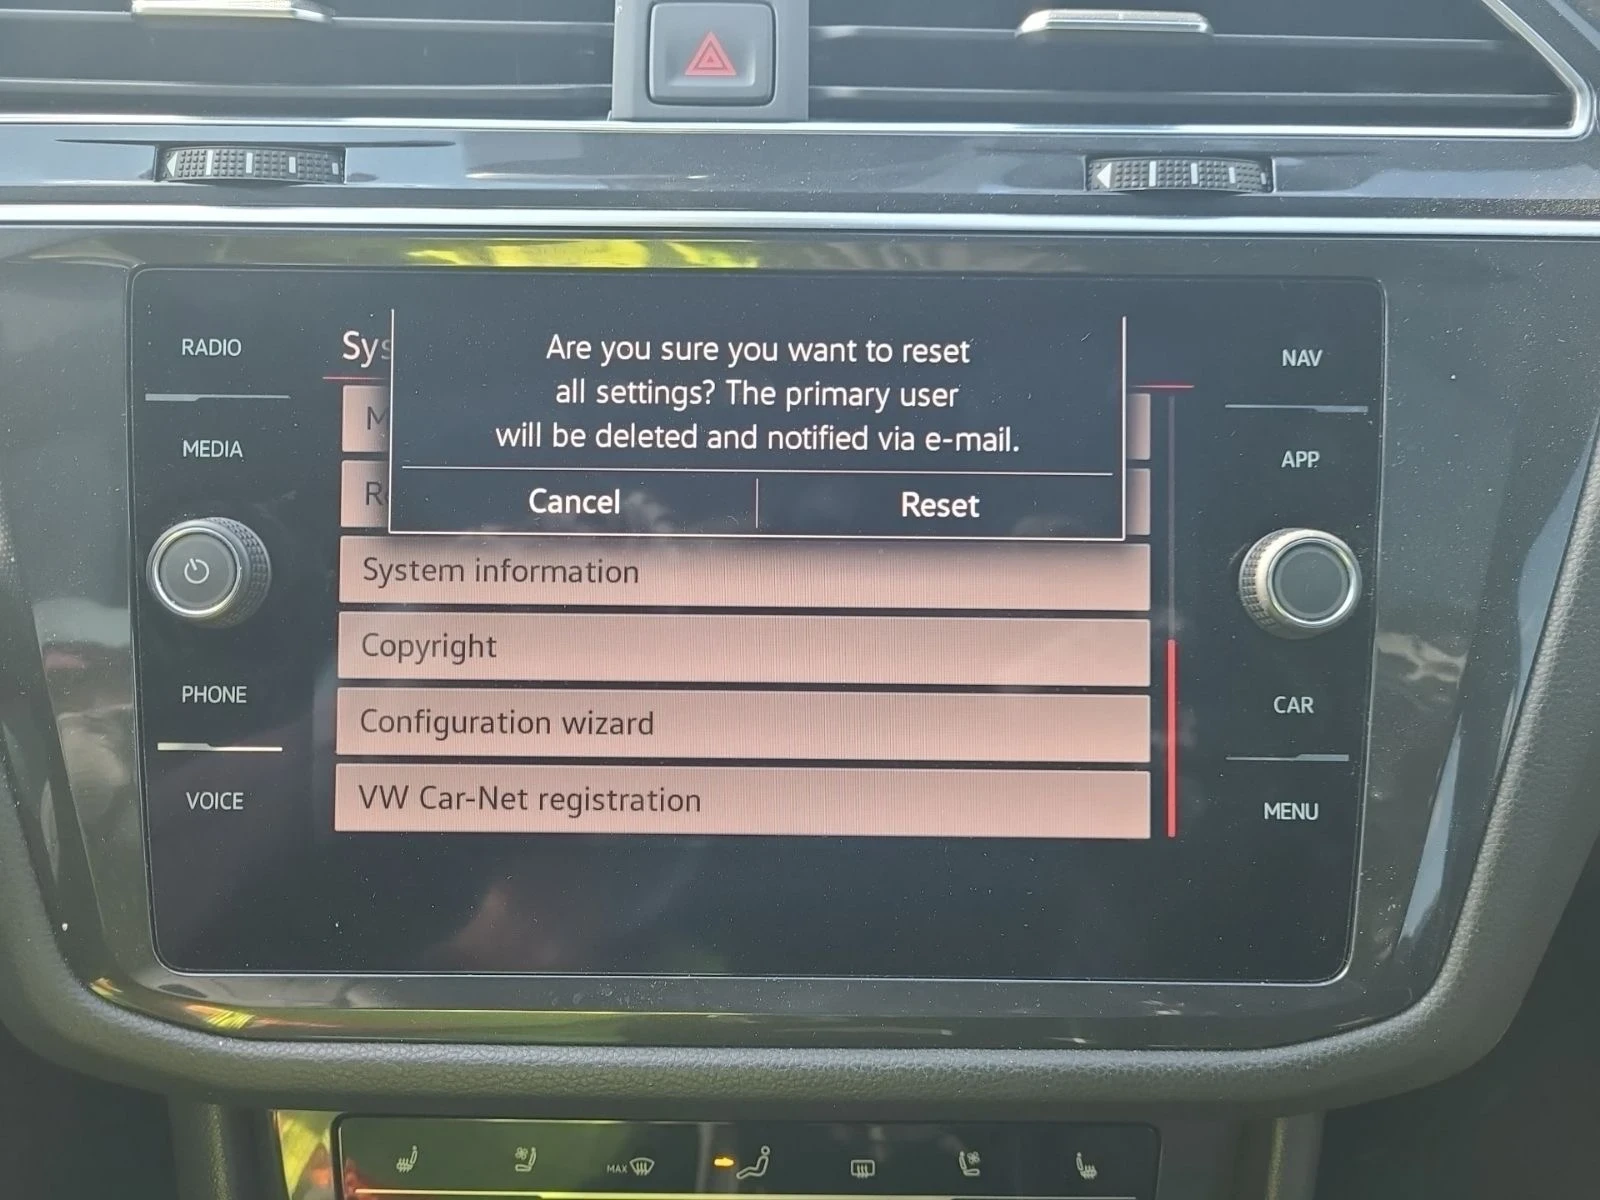 RADIO
MEDIA
PHONE
VOICE
Sys
Are you sure you want to reset
all settings? The primary user
will be deleted and notified via e-mail.
Cancel
Reset
System information
Copyright
Configuration wizard
VW Car-Net registration
NAV
APP
CAR
MENU
MAX